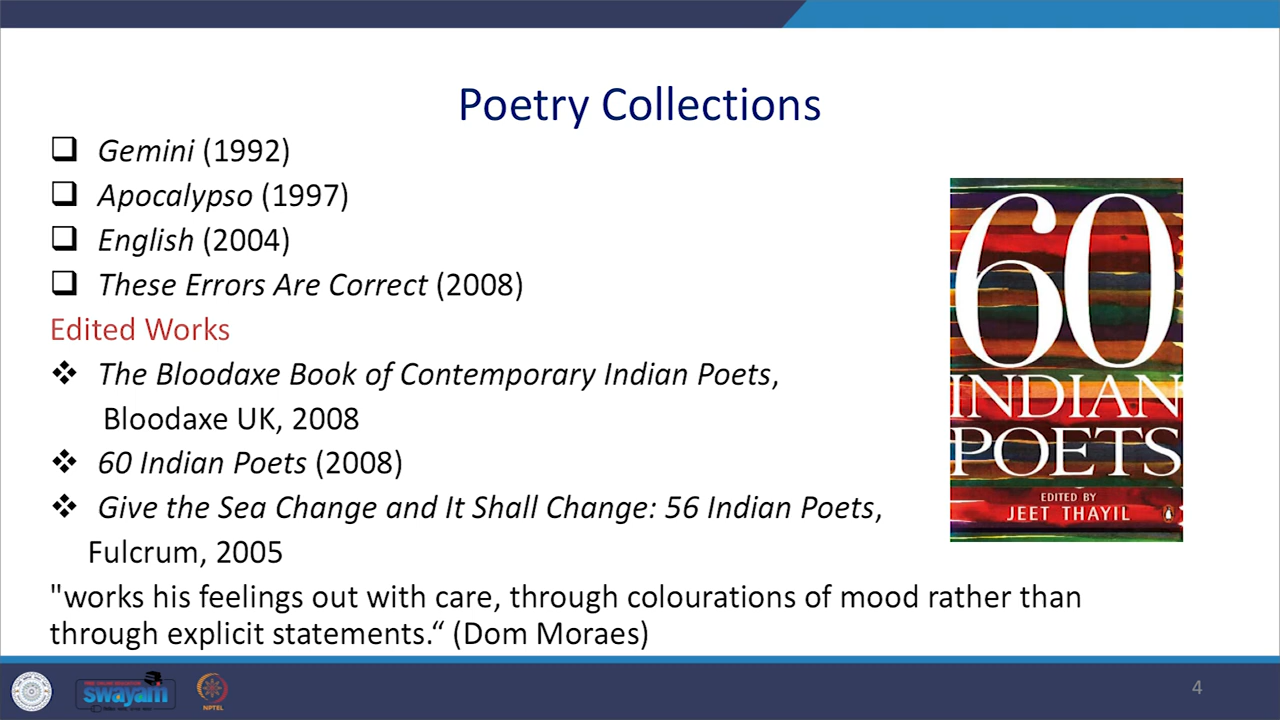 Poetry Collections
❑ Gemini (1992)
❑ Apocalypso (1997)
❑ English (2004)
❑ These Errors Are Correct (2008)
Edited Works
❖ The Bloodaxe Book of Contemporary Indian Poets,
Bloodaxe UK, 2008
❖ 60 Indian Poets (2008)
❖ Give the Sea Change and It Shall Change: 56 Indian Poets,
Fulcrum, 2005
"works his feelings out with care, through colourations of mood rather than
through explicit statements.“ (Dom Moraes)
60
INDIAN
POETS
EDITED BY
JEET THAYIL
swayam
NPTEL
4